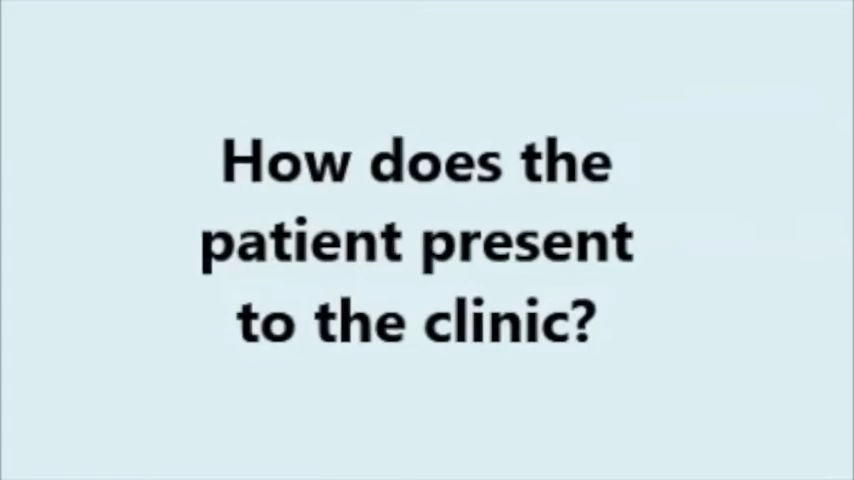 How does the
patient present
to the clinic?